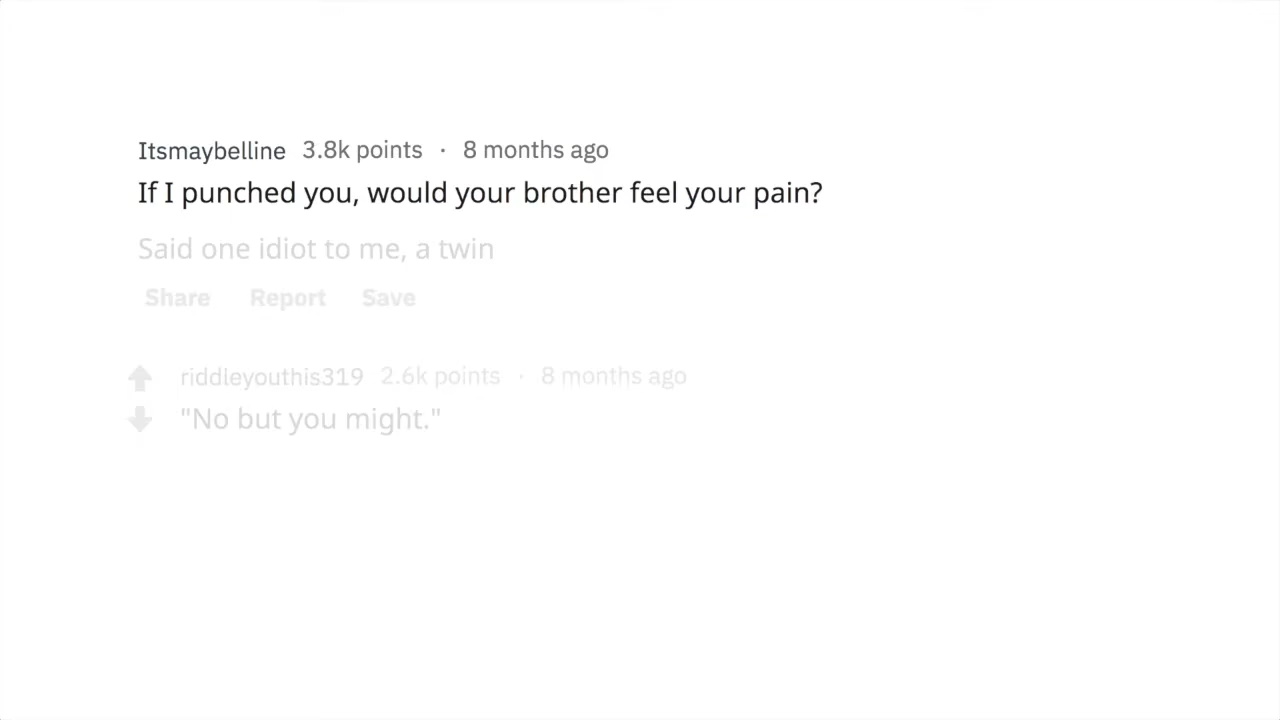 Itsmaybelline 3.8k points · 8 months ago
If I punched you, would your brother feel your pain?
Said one idiot to me, a twin
Share Report Save
riddleyouthis319 2.6k points · 8 months ago
"No but you might."